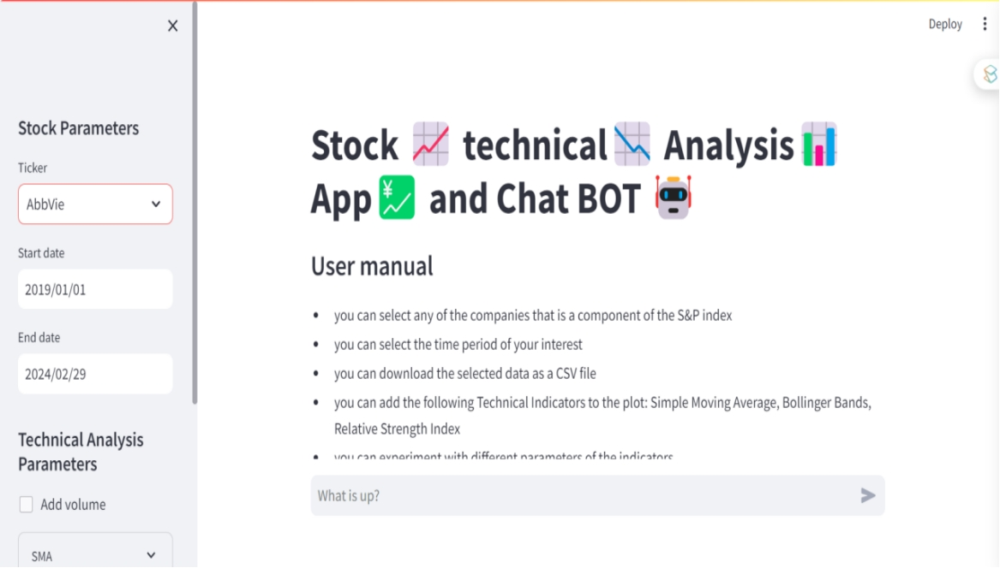 Deploy
Stock Parameters
Ticker
AbbVie
Start date
2019/01/01
End date
2024/02/29
Technical Analysis
Parameters
Add volume
SMA
Stock technical Analysis
App and Chat BOT
User manual
you can select any of the companies that is a component of the S&P index
you can select the time period of your interest
you can download the selected data as a CSV file
you can add the following Technical Indicators to the plot: Simple Moving Average, Bollinger Bands,
Relative Strength Index
you can experiment with different parameters of the indicators
What is up?